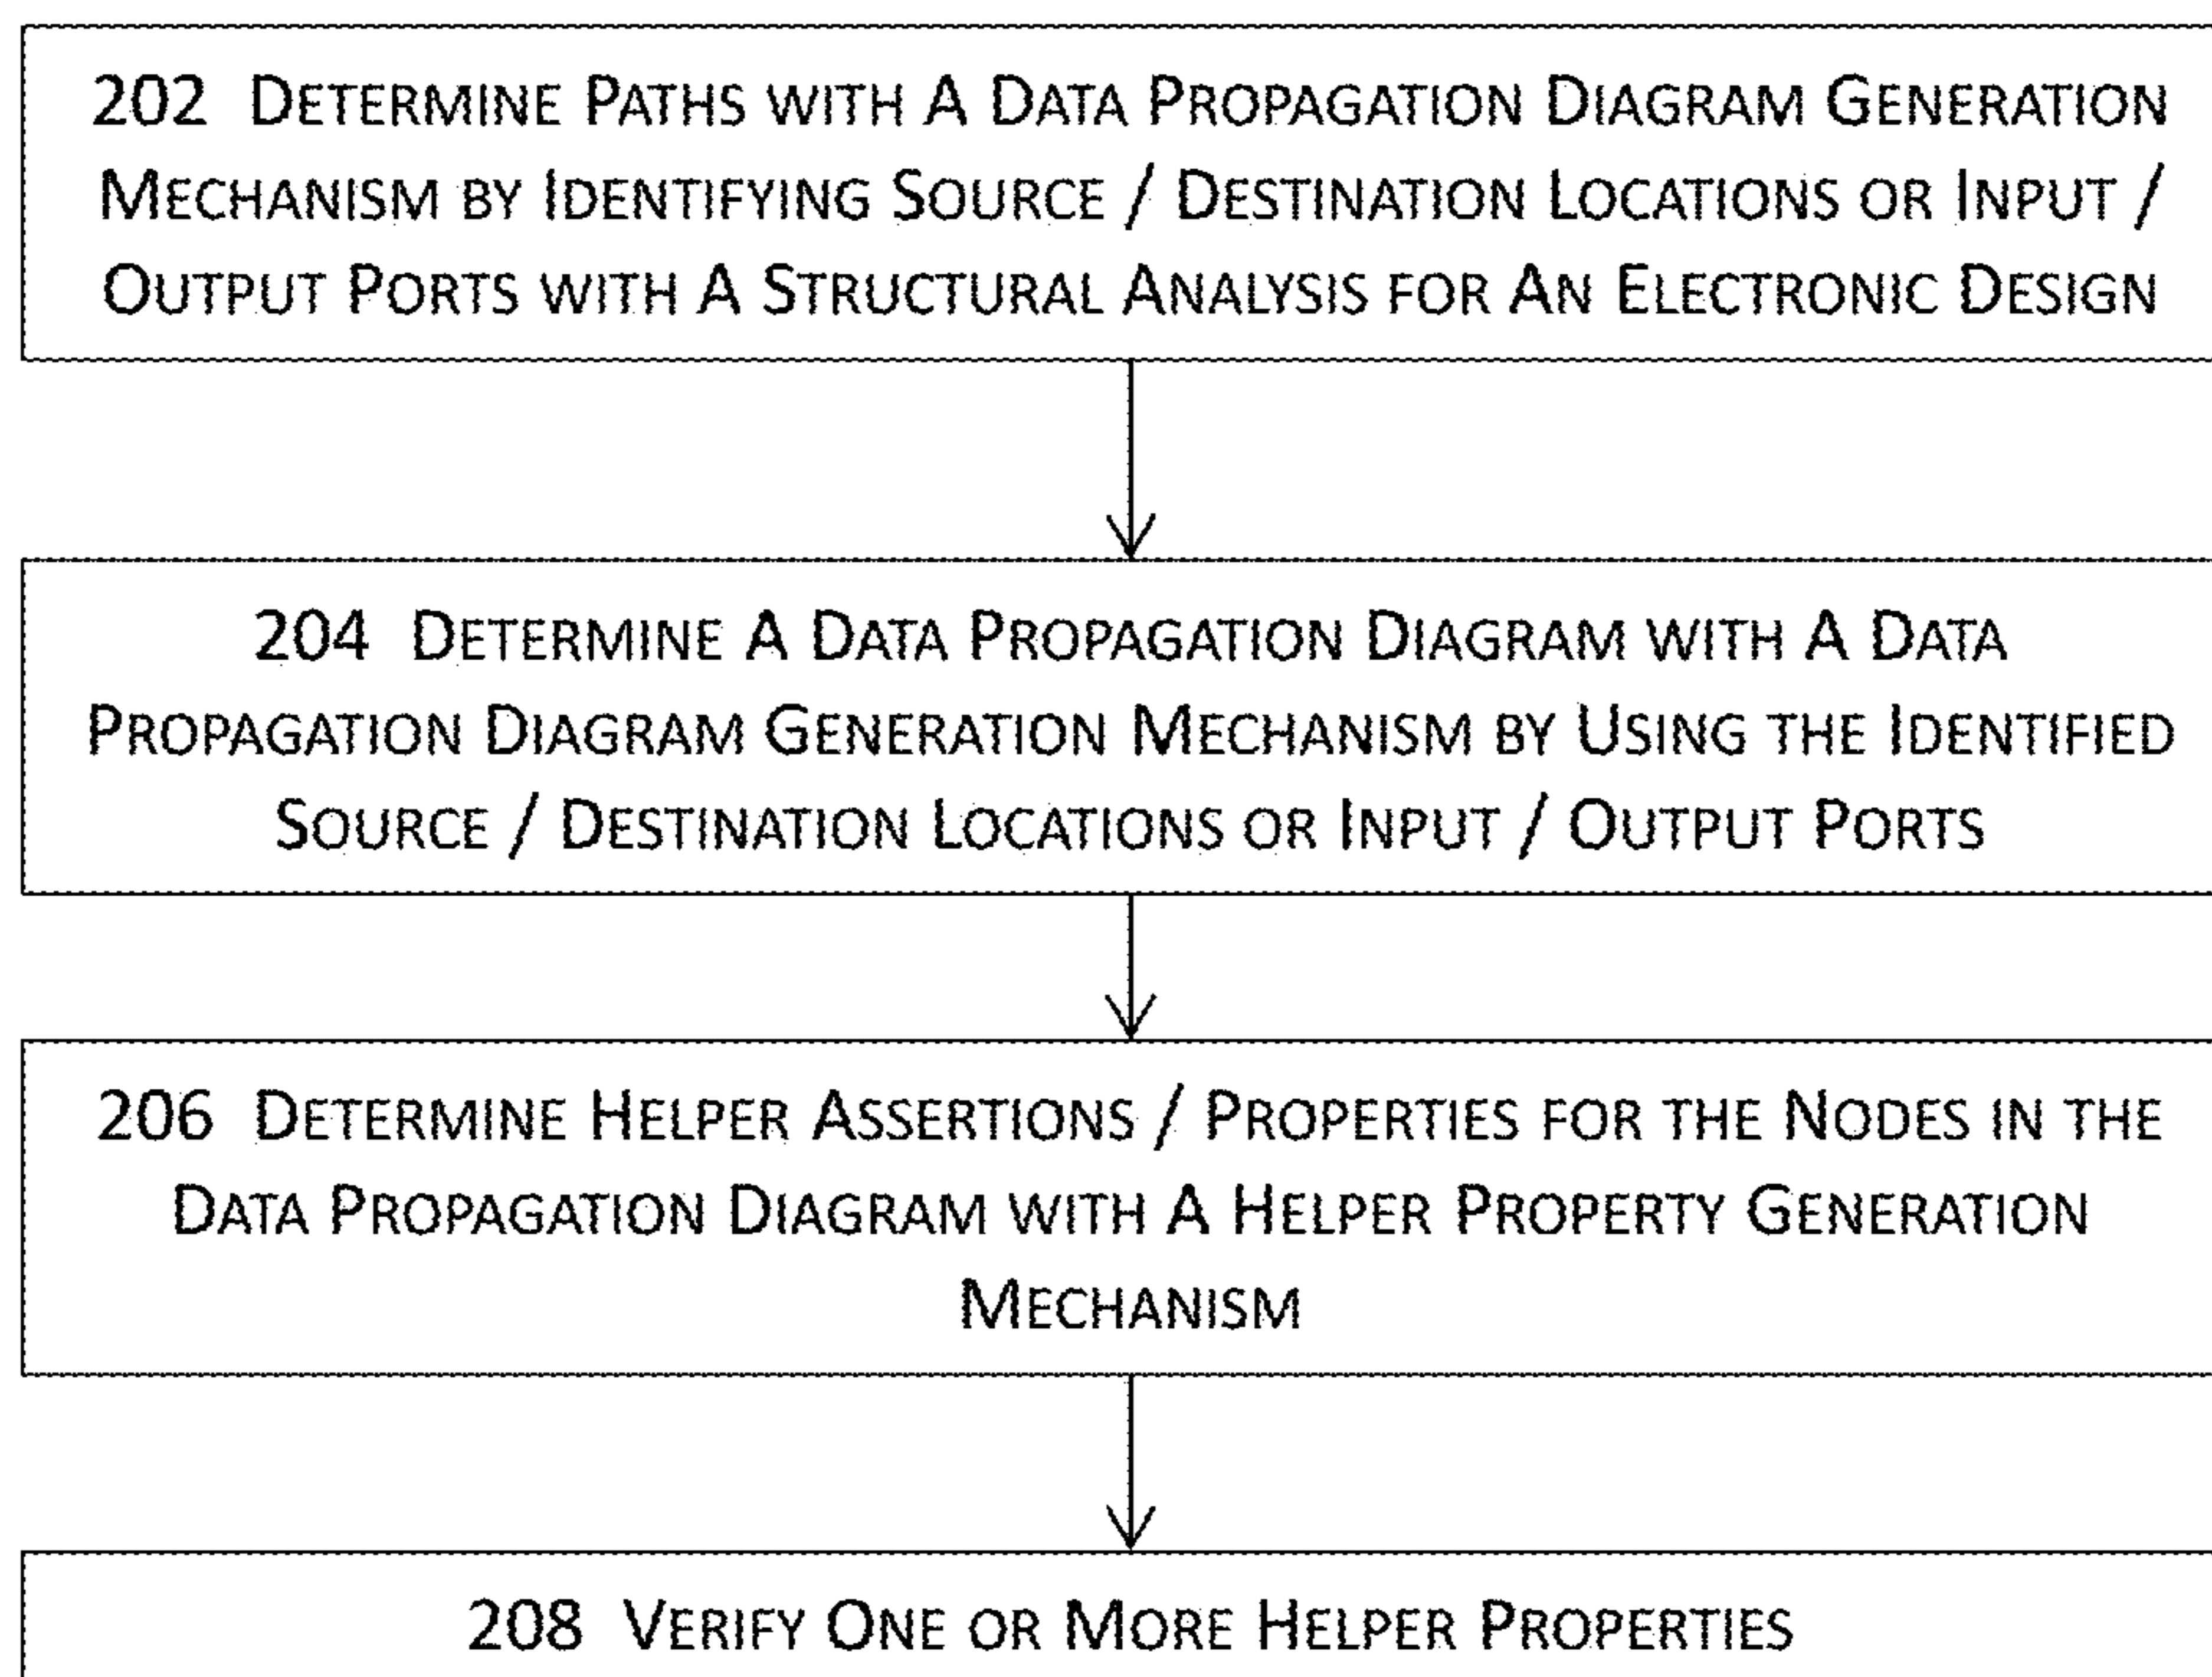 202 Determine Paths with A Data Propagation Diagram Generation
Mechanism by Identifying Source / Destination Locations or Input /
Output Ports with A Structural Analysis for An Electronic Design
204 Determine A Data Propagation Diagram with A Data
Propagation Diagram Generation Mechanism by Using the Identified
Source / Destination Locations or Input / Output Ports
206 Determine Helper Assertions / Properties for the Nodes in the
Data Propagation Diagram with A Helper Property Generation
Mechanism
208 Verify One or More Helper Properties